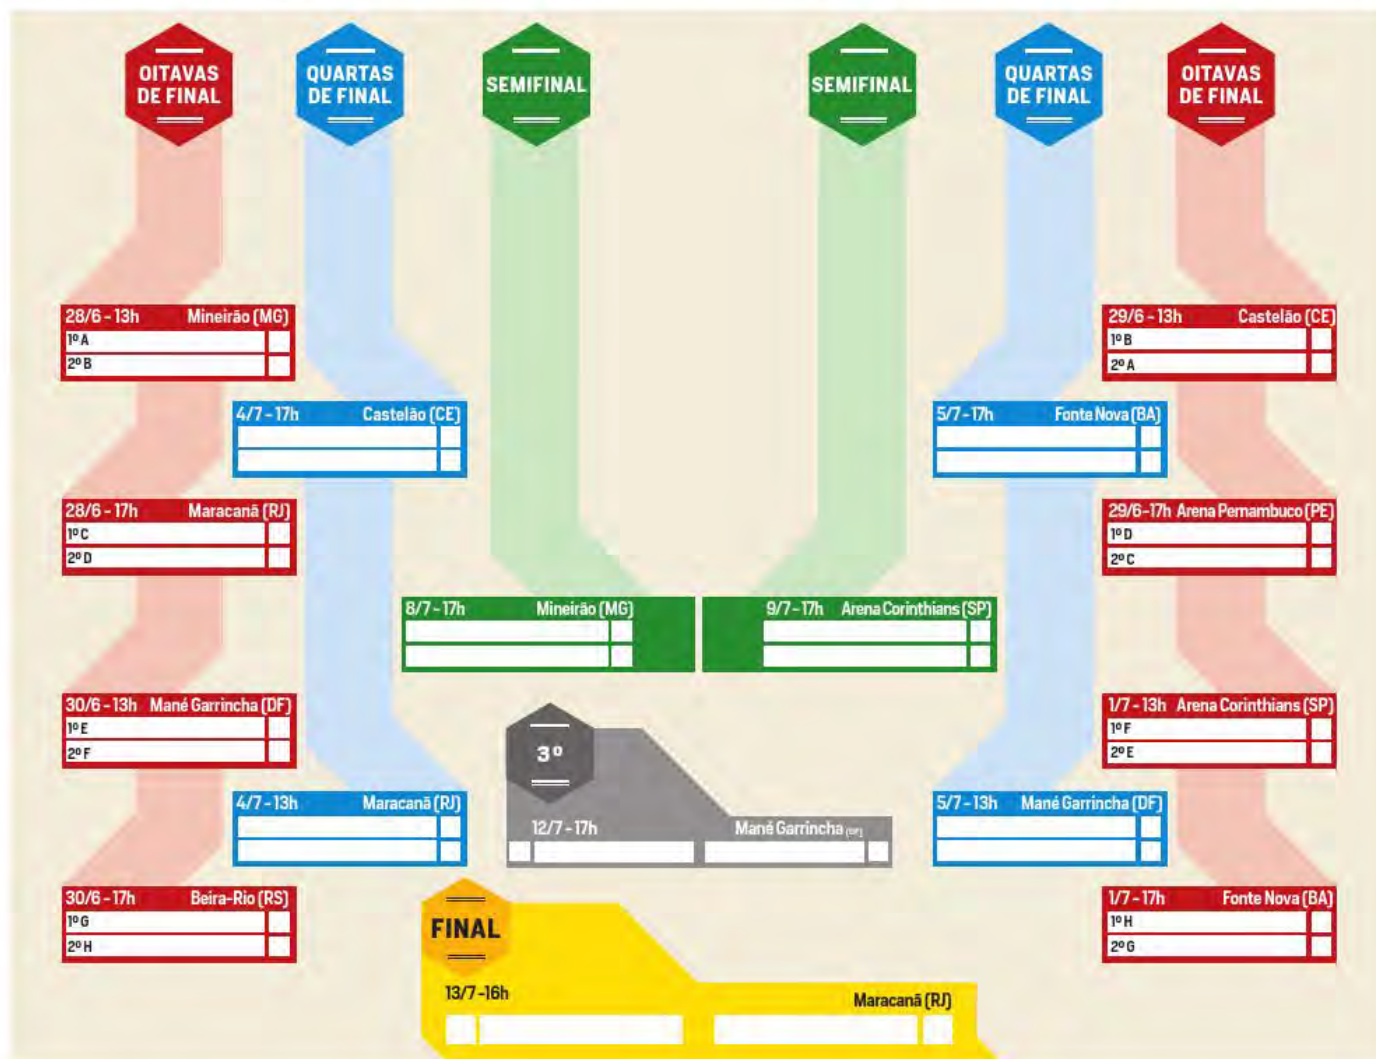 OITAVAS
DE FINAL
QUARTAS
DE FINAL
SEMIFINAL
SEMIFINAL
QUARTAS
DE FINAL
OITAVAS
DE FINAL
28/6 - 13h Mineirão (MG)
1º A
2º B
29/6 - 13h Castelão (CE)
1º B
2º A
4/7 - 17h Castelão (CE)
5/7 - 17h Fonte Nova (BA)
28/6 - 17h Maracanã (RJ)
1º C
2º D
29/6 - 17h Arena Pernambuco (PE)
1º D
2º C
8/7 - 17h Mineirão (MG)
9/7 - 17h Arena Corinthians (SP)
30/6 - 13h Mané Garrincha (DF)
1º E
2º F
1/7 - 13h Arena Corinthians (SP)
1º F
2º E
3º
4/7 - 13h Maracanã (RJ)
12/7 - 17h Mané Garrincha (DF)
5/7 - 13h Mané Garrincha (DF)
30/6 - 17h Beira-Rio (RS)
1º G
2º H
1/7 - 17h Fonte Nova (BA)
1º H
2º G
FINAL
13/7 -16h Maracanã (RJ)